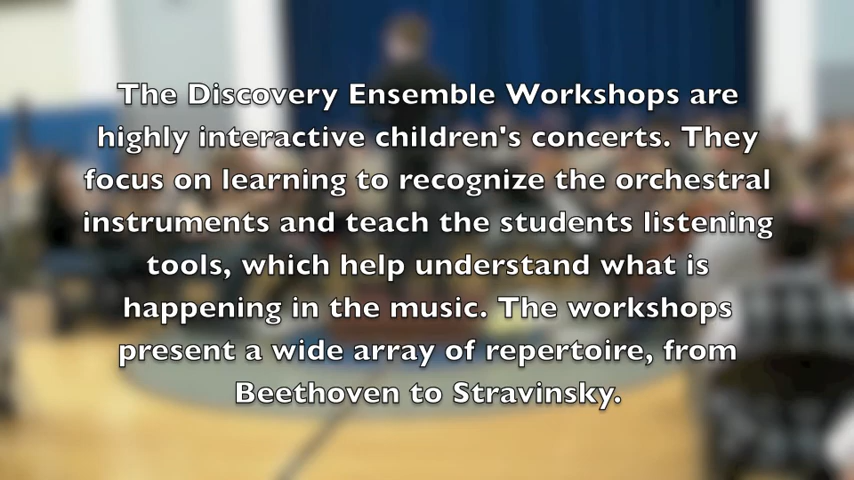 The Discovery Ensemble Workshops are
highly interactive children's concerts. They
focus on learning to recognize the orchestral
instruments and teach the students listening
tools, which help understand what is
happening in the music. The workshops
present a wide array of repertoire, from
Beethoven to Stravinsky.